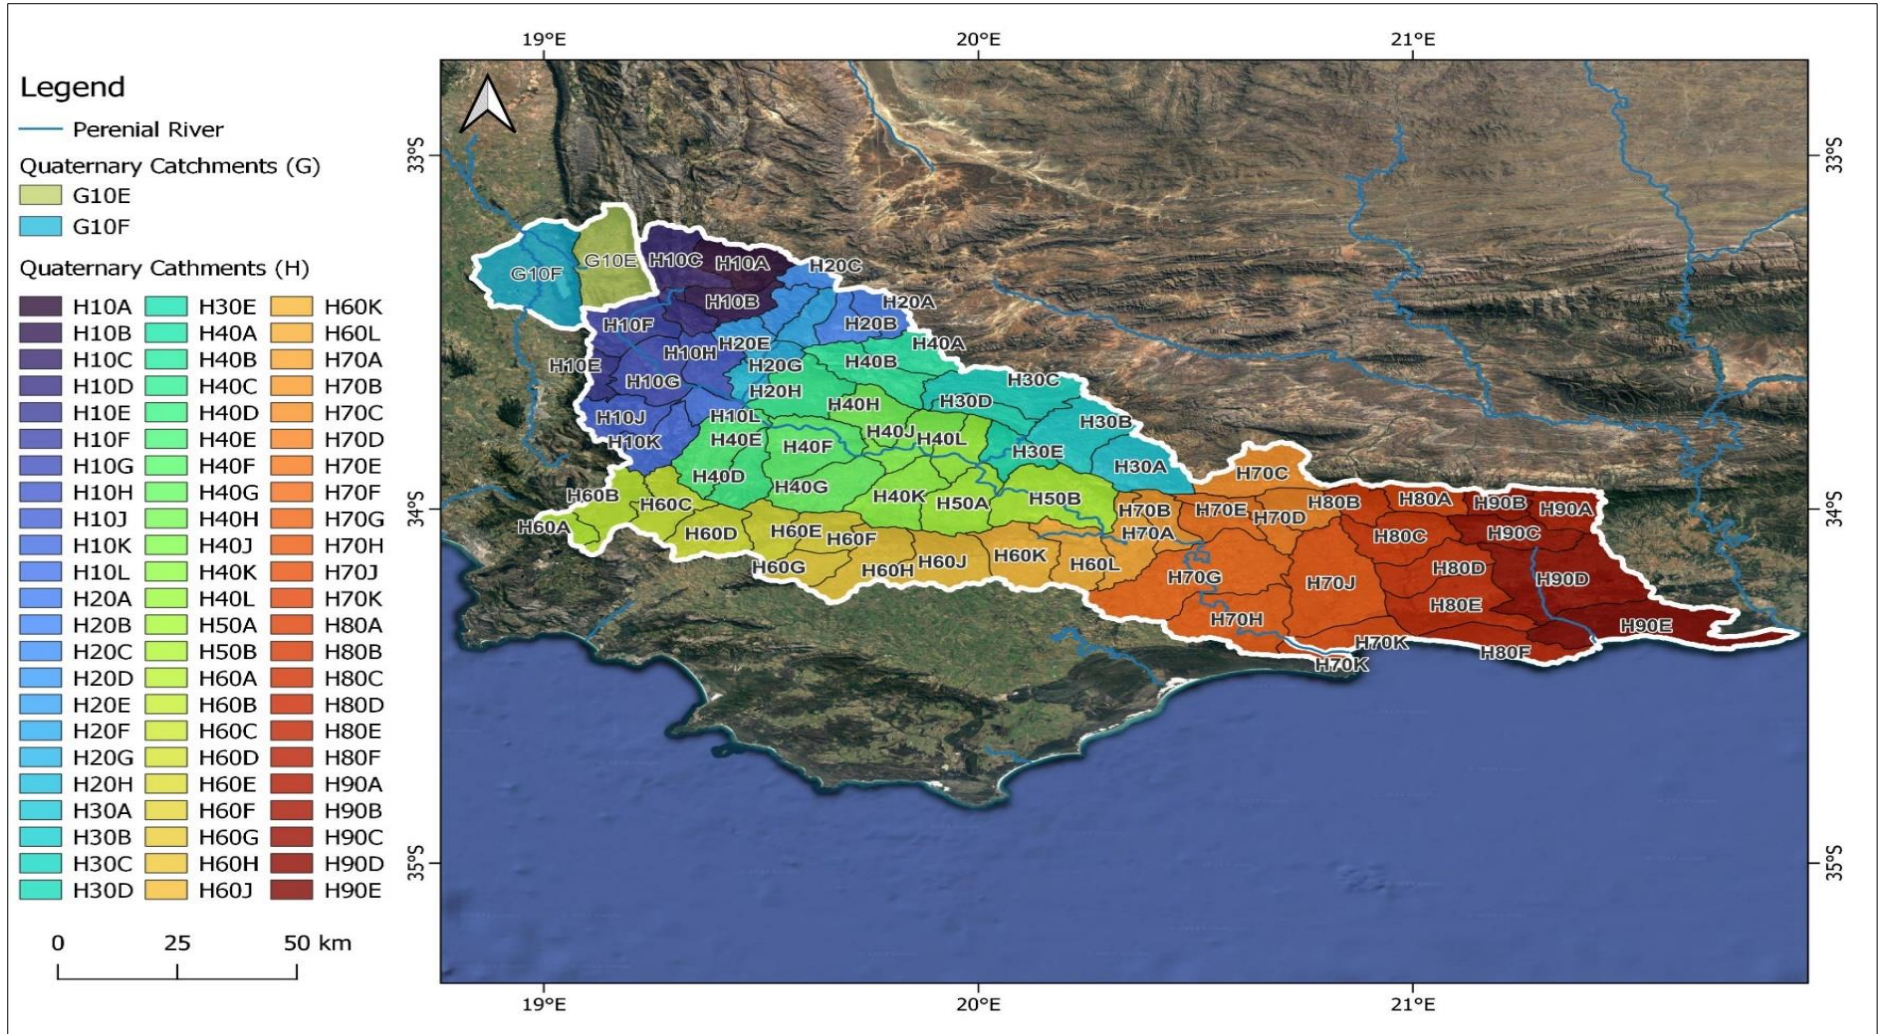 19°E 20°E 21°E
Legend
Perenial River
Quaternary Catchments (G)
G10E
G10F
Quaternary Cathments (H)
H10A H30E H60K
H10B H40A H60L
H10C H40B H70A
H10D H40C H70B
H10E H40D H70C
H10F H40E H70D
H10G H40F H70E
H10H H40G H70F
H10J H40H H70G
H10K H40J H70H
H10L H40K H70J
H20A H40L H70K
H20B H50A H80A
H20C H50B H80B
H20D H60A H80C
H20E H60B H80D
H20F H60C H80E
H20G H60D H80F
H20H H60E H90A
H30A H60F H90B
H30B H60G H90C
H30C H60H H90D
H30D H60J H90E
0 25 50 km
33°S 33°S
G10F G10E H10C H10A H20C
H10B H20A
H10F H20B
H10H H20E H40A
H10E H20G H40B
H10G H20H H30C
H40H H30D
H10J H10L H30B
H10K H40E H40F H40J H40L
H40D H30E H30A
H40G H70C
H60B H60C H40K H50A H50B H80B H80A H90B H90A
34°S H70B H70E H70D 34°S
H60A H60D H60E H60F H70A H80C H90C
H60G H60H H60J H60K H60L H70G H70J H80D H90D
H80E
H70H H90E
H70K H80F
H70K
35°S 35°S
19°E 20°E 21°E